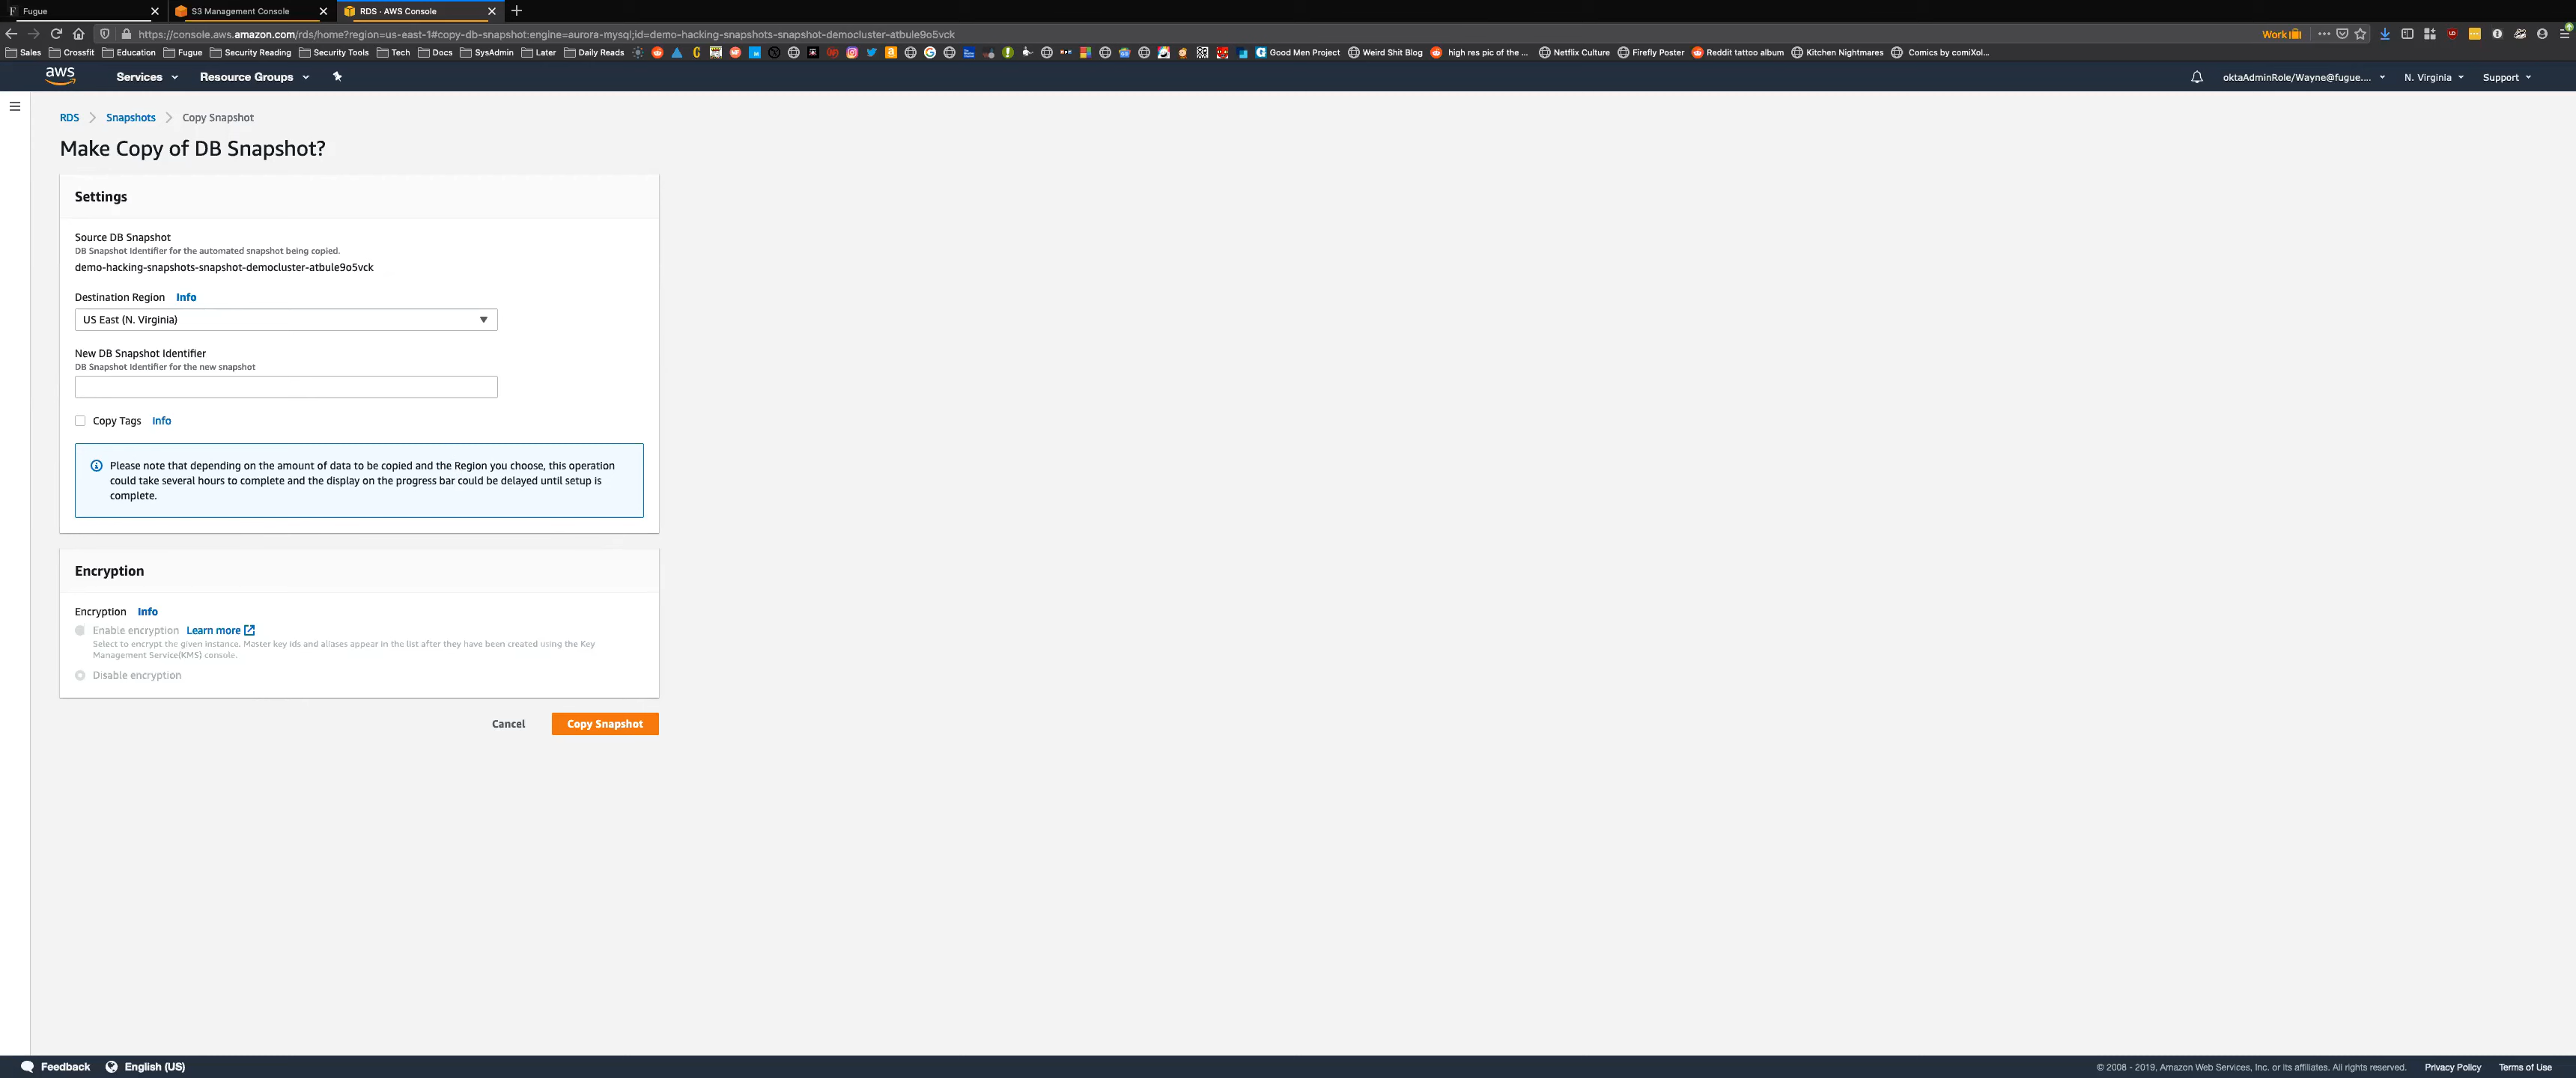 Fugue
S3 Management Console
RDS · AWS Console
https://console.aws.amazon.com/rds/home?region=us-east-1#copy-db-snapshot:engine=aurora-mysql;id=demo-hacking-snapshots-snapshot-democluster-atbule9o5vck
Work
Sales Crossfit Education Fugue Security Reading Security Tools Tech Docs SysAdmin Later Daily Reads Good Men Project Weird Shit Blog high res pic of the ... Netflix Culture Firefly Poster Reddit tattoo album Kitchen Nightmares Comics by comiXol...
aws Services Resource Groups oktaAdminRole/Wayne@fugue.... N. Virginia Support
RDS Snapshots Copy Snapshot
Make Copy of DB Snapshot?
Settings
Source DB Snapshot
DB Snapshot Identifier for the automated snapshot being copied.
demo-hacking-snapshots-snapshot-democluster-atbule9o5vck
Destination Region Info
US East (N. Virginia)
New DB Snapshot Identifier
DB Snapshot Identifier for the new snapshot
Copy Tags Info
Please note that depending on the amount of data to be copied and the Region you choose, this operation
could take several hours to complete and the display on the progress bar could be delayed until setup is
complete.
Encryption
Encryption Info
Enable encryption Learn more
Select to encrypt the given instance. Master key ids and aliases appear in the list after they have been created using the Key
Management Service(KMS) console.
Disable encryption
Cancel Copy Snapshot
Feedback English (US) © 2008 - 2019, Amazon Web Services, Inc. or its affiliates. All rights reserved. Privacy Policy Terms of Use